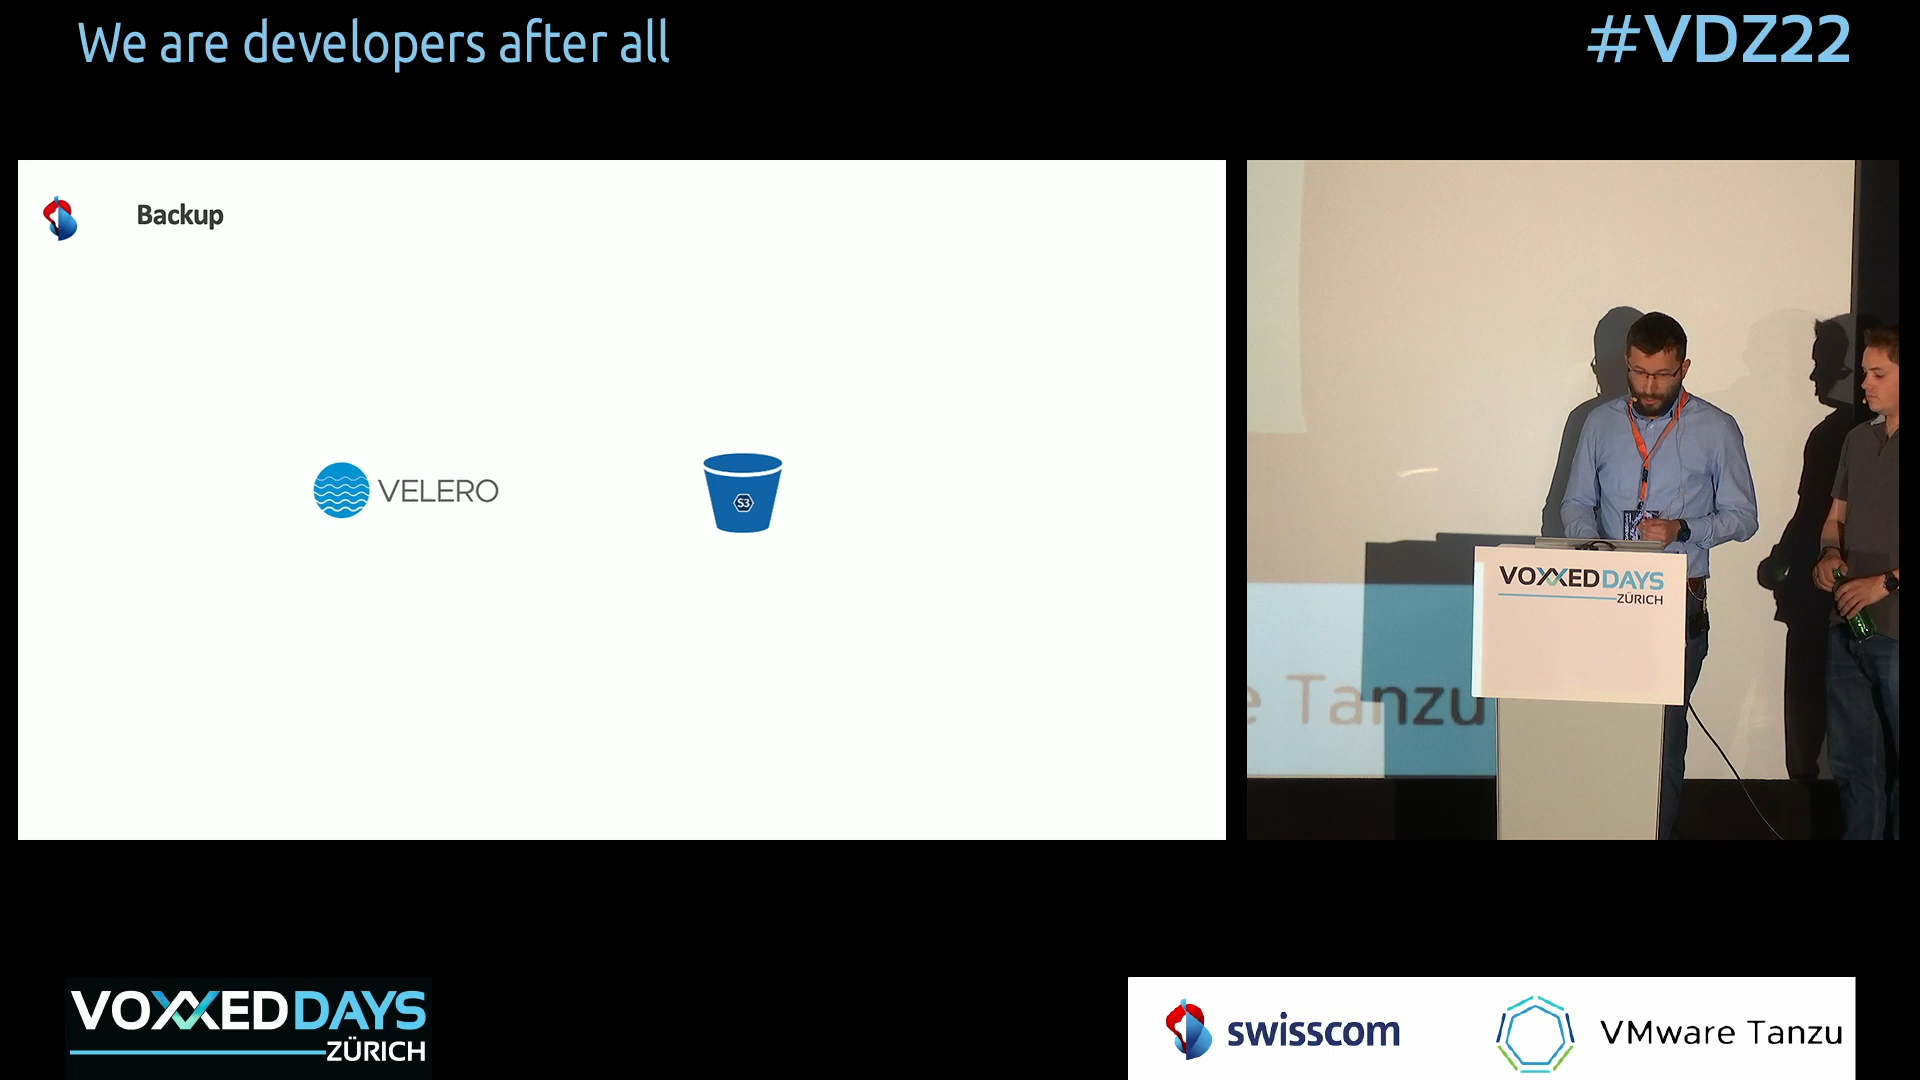 We are developers after all
#VDZ22
Backup
VELERO
S3
VOXXED DAYS
ZÜRICH
e Tanzu
VOXXED DAYS
ZÜRICH
swisscom
VMware Tanzu